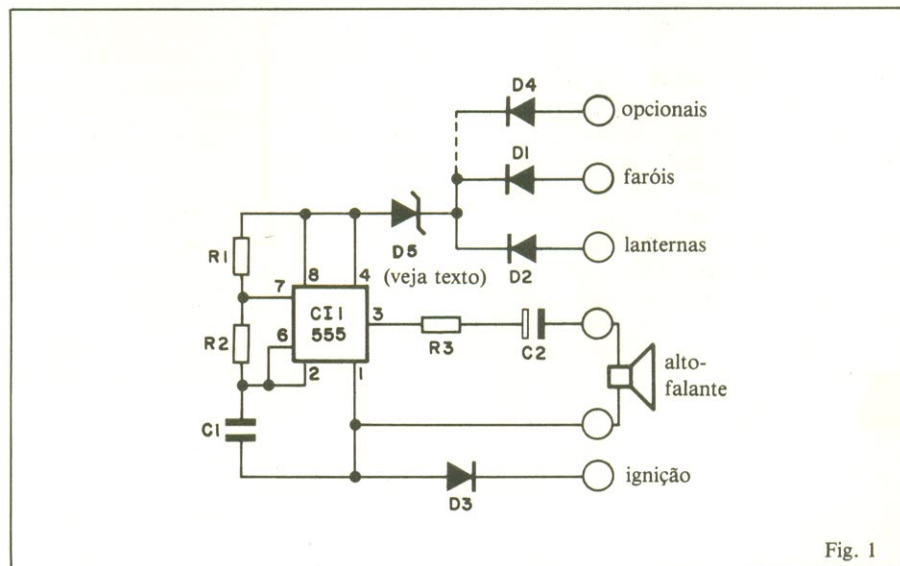 D4
opcionais
D1
faróis
D2
lanternas
D5
(veja texto)
R1
8
4
7
CI1
555
3
6
R2
2
1
R3
C2
alto-
falante
C1
D3
ignição
Fig. 1